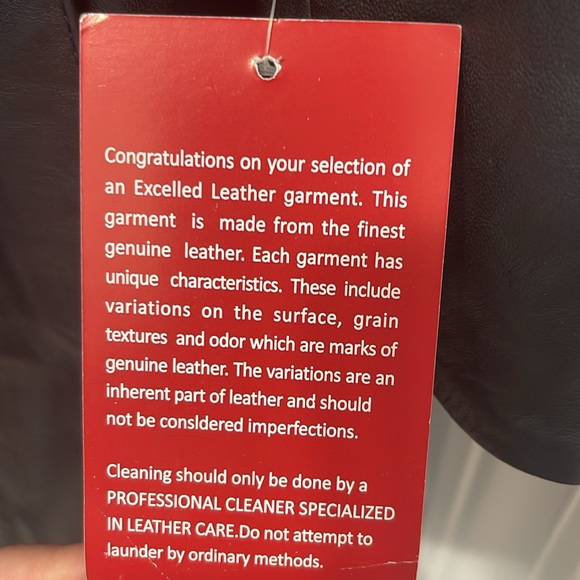 Congratulations on your selection of
an Excelled Leather garment. This
garment is made from the finest
genuine leather. Each garment has
unique characteristics. These include
variations on the surface, grain
textures and odor which are marks of
genuine leather. The variations are an
inherent part of leather and should
not be consldered imperfections.
Cleaning should only be done by a
PROFESSIONAL CLEANER SPECIALIZED
IN LEATHER CARE.Do not attempt to
launder by ordinary methods.